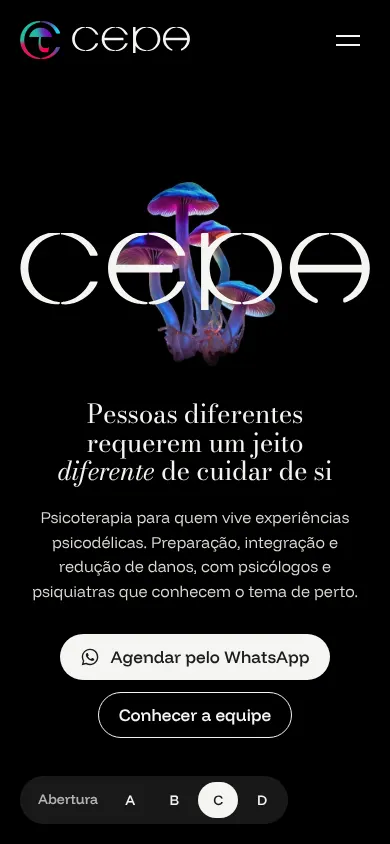 cepa
cepa
Pessoas diferentes
requerem um jeito
diferente de cuidar de si
Psicoterapia para quem vive experiências
psicodélicas. Preparação, integração e
redução de danos, com psicólogos e
psiquiatras que conhecem o tema de perto.
Agendar pelo WhatsApp
Conhecer a equipe
Abertura A B C D